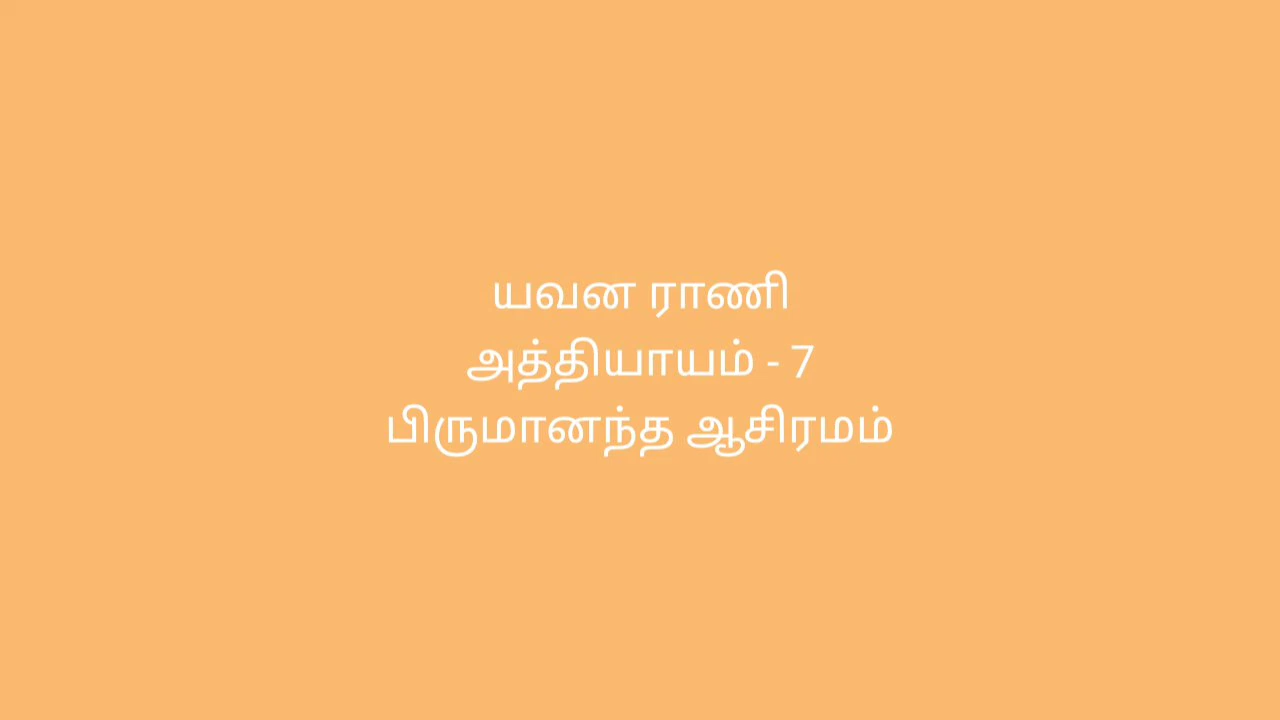 யவன ராணி
அத்தியாயம் - 7
பிருமானந்த ஆசிரமம்